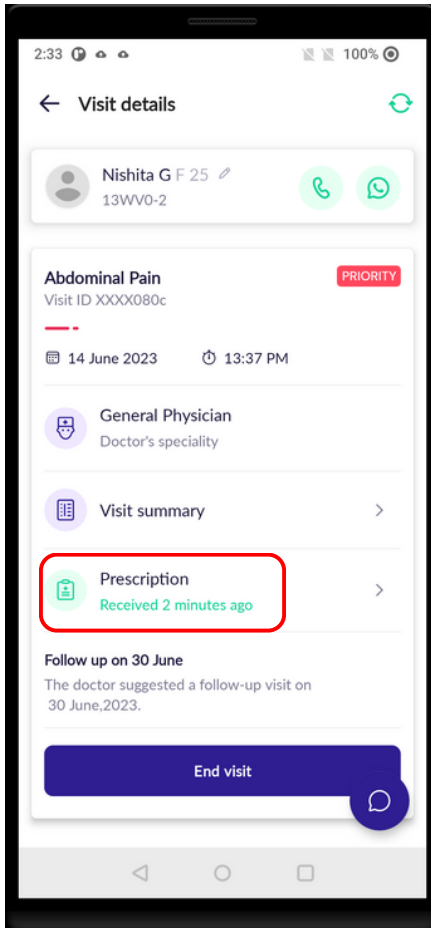 2:33 100%
Visit details
Nishita G F 25
13WV0-2
Abdominal Pain PRIORITY
Visit ID XXXX080c
14 June 2023 13:37 PM
General Physician
Doctor's speciality
Visit summary
Prescription
Received 2 minutes ago
Follow up on 30 June
The doctor suggested a follow-up visit on
30 June,2023.
End visit